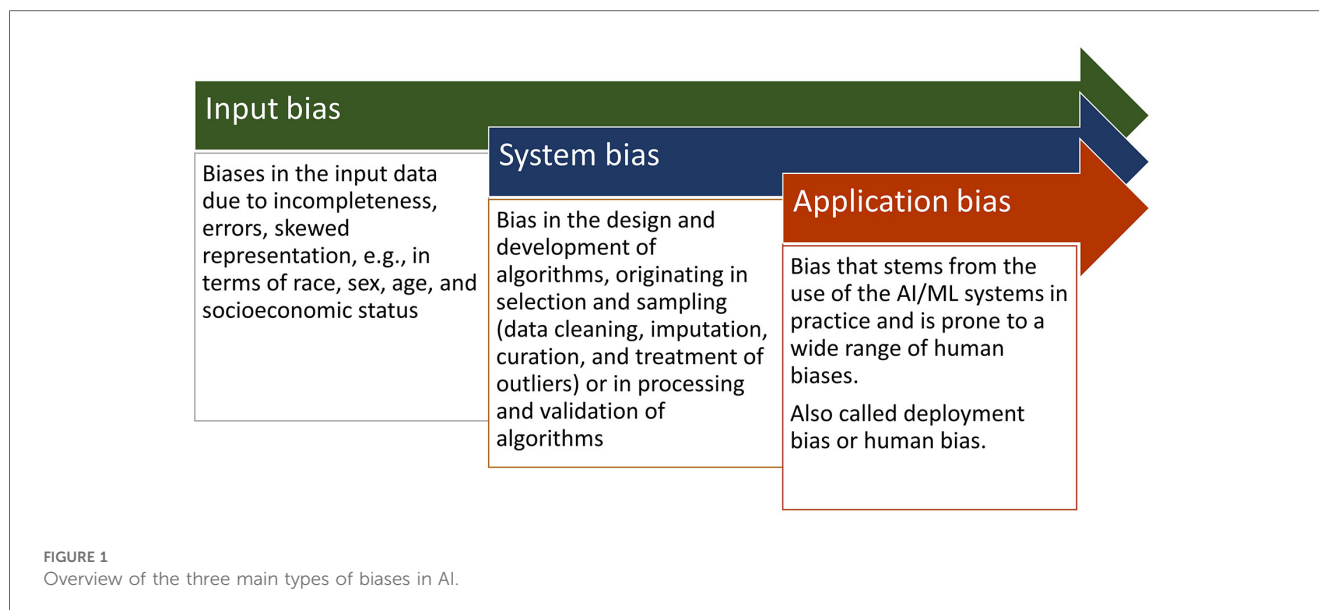 Input bias
Biases in the input data
due to incompleteness,
errors, skewed
representation, e.g., in
terms of race, sex, age, and
socioeconomic status
System bias
Bias in the design and
development of
algorithms, originating in
selection and sampling
(data cleaning, imputation,
curation, and treatment of
outliers) or in processing
and validation of
algorithms
Application bias
Bias that stems from the
use of the AI/ML systems in
practice and is prone to a
wide range of human
biases.
Also called deployment
bias or human bias.
FIGURE 1
Overview of the three main types of biases in AI.